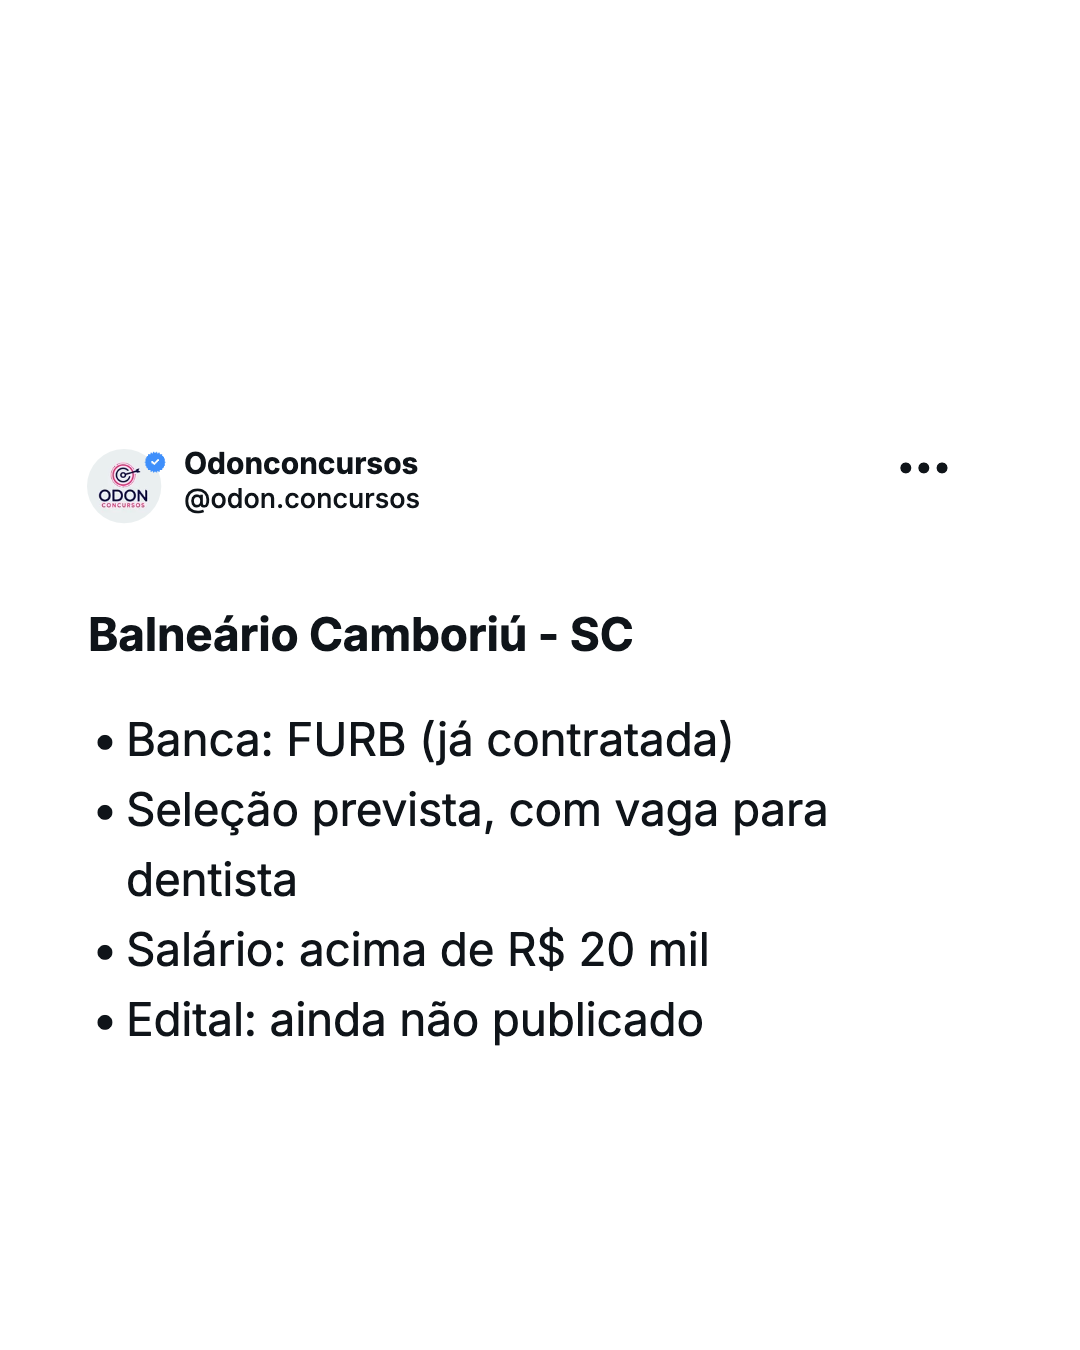 ODON
CONCURSOS
Odonconcursos
@odon.concursos
Balneário Camboriú - SC
• Banca: FURB (já contratada)
• Seleção prevista, com vaga para
dentista
• Salário: acima de R$ 20 mil
• Edital: ainda não publicado